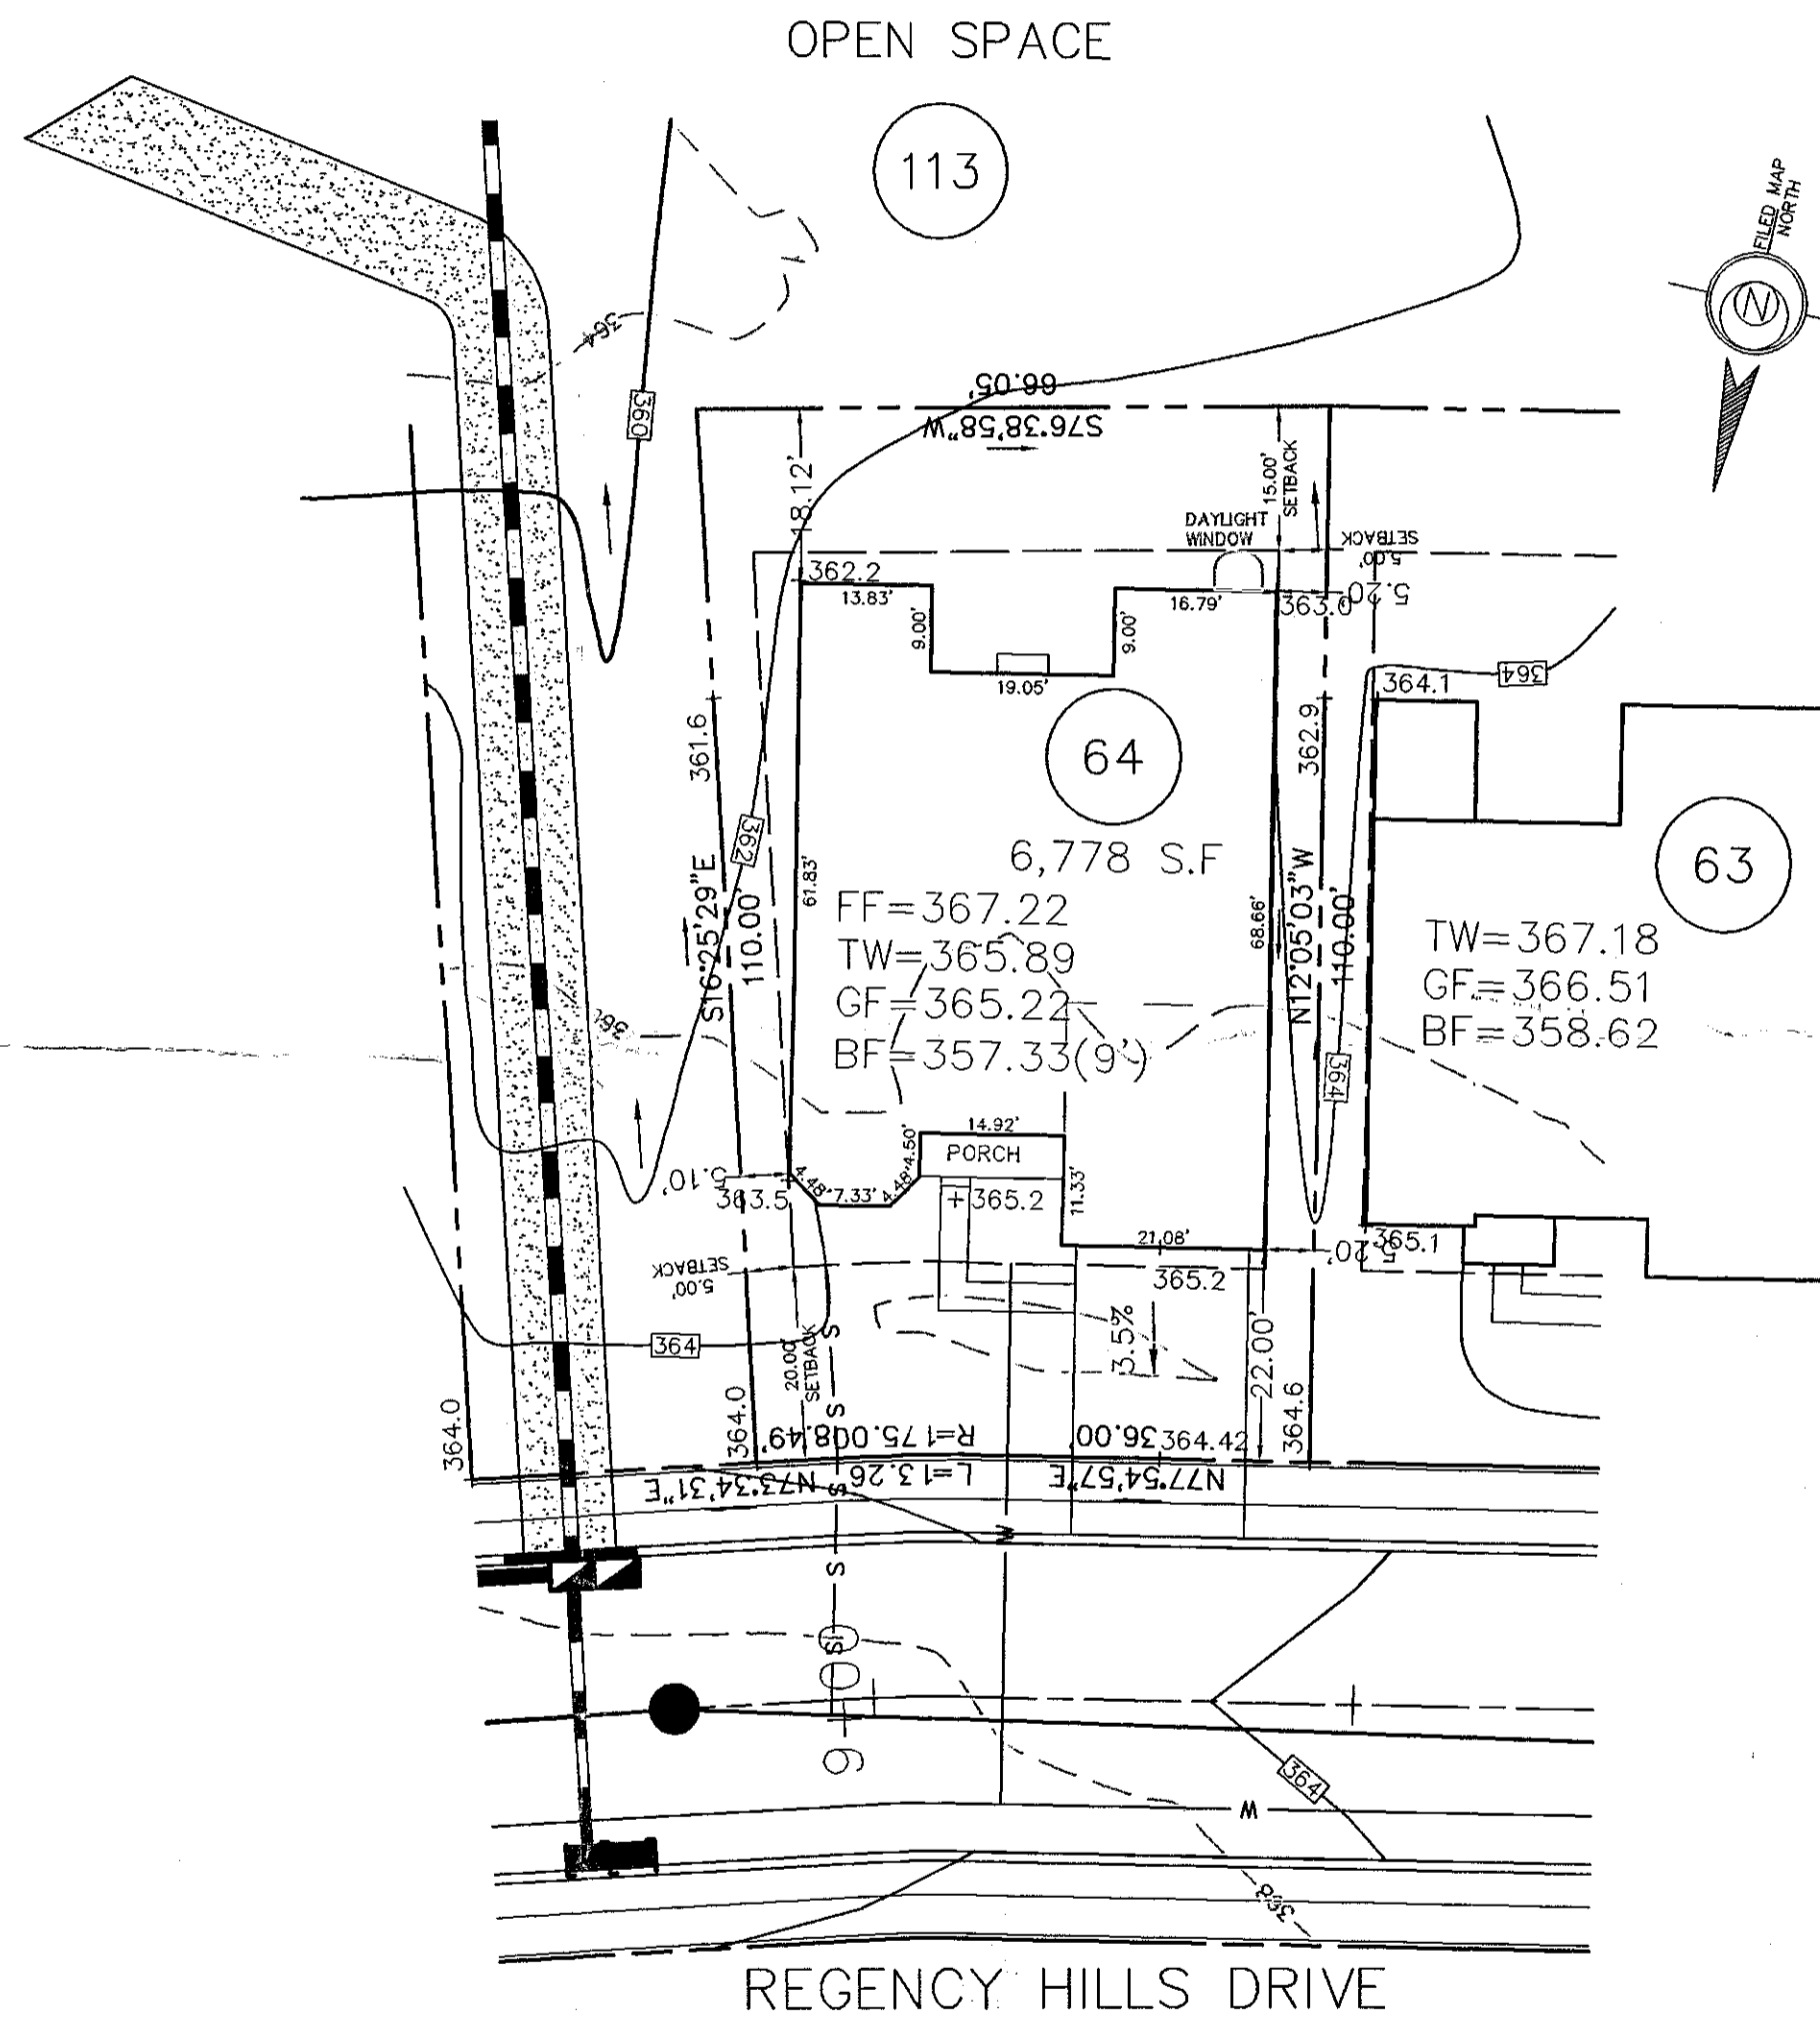 OPEN SPACE
113
FILED MAP
NORTH
N
364
360
66.05'
S76°38'58"W
18.12'
15.00'
SETBACK
DAYLIGHT
WINDOW
5.00'
SETBACK
362.2
13.83'
9.00'
19.05'
9.00'
16.79'
363.0
5.20'
364
364.1
361.6
362.9
64
63
362
61.83'
68.66'
6,778 S.F
S16°25'29"E
110.00'
N12°05'03"W
110.00'
FF=367.22
TW=365.89
GF=365.22
BF=357.33(9')
TW=367.18
GF=366.51
BF=358.62
364
14.92'
PORCH
4.50'
11.33'
5.10'
363.5
4.48'
7.33'
4.48'
+365.2
21.08'
365.2
5.20'
365.1
5.00'
SETBACK
364
20.00'
SETBACK
S
S
3.5%
22.00'
364.0
364.0
364.6
8.49'
R=175.00
36.00
364.42
N73°34'31"E
L=13.26
N77°54'57"E
S
W
S
S
9+00
364
W
REGENCY HILLS DRIVE